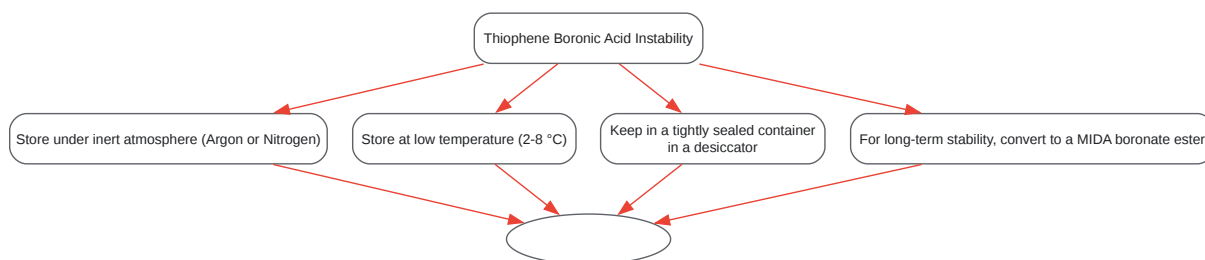 Thiophene Boronic Acid Instability
Store under inert atmosphere (Argon or Nitrogen)
Store at low temperature (2-8 °C)
Keep in a tightly sealed container
in a desiccator
For long-term stability, convert to a MIDA boronate ester